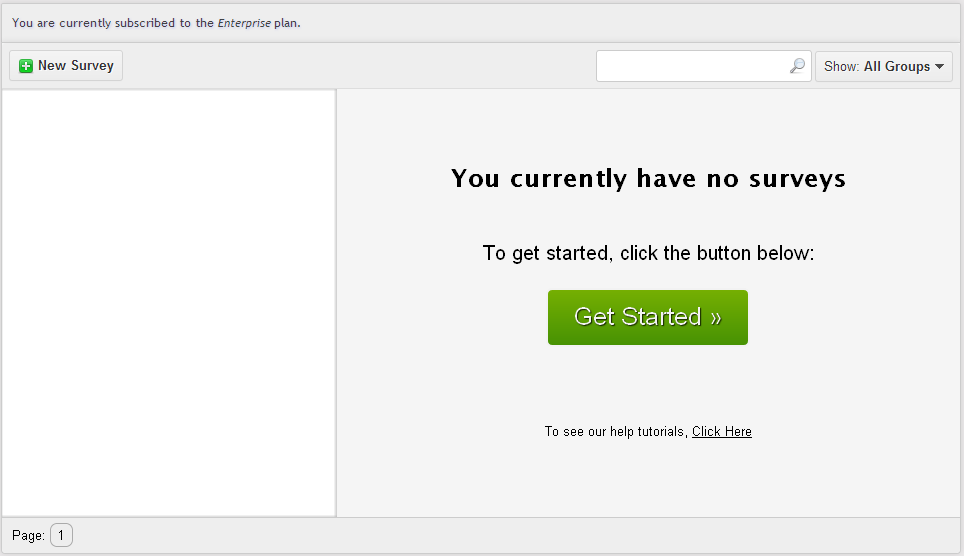 You are currently subscribed to the Enterprise plan.
New Survey
Show: All Groups
You currently have no surveys
To get started, click the button below:
Get Started »
To see our help tutorials, Click Here
Page: 1